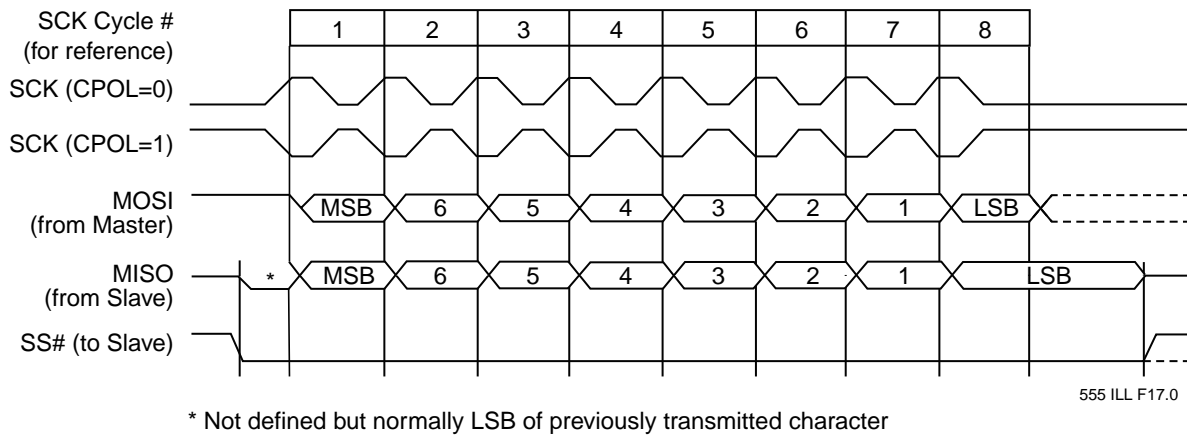 SCK Cycle #
(for reference)
1 2 3 4 5 6 7 8
SCK (CPOL=0)
SCK (CPOL=1)
MOSI
(from Master)
MSB 6 5 4 3 2 1 LSB
MISO
(from Slave)
* MSB 6 5 4 3 2 1 LSB
SS# (to Slave)
555 ILL F17.0
* Not defined but normally LSB of previously transmitted character